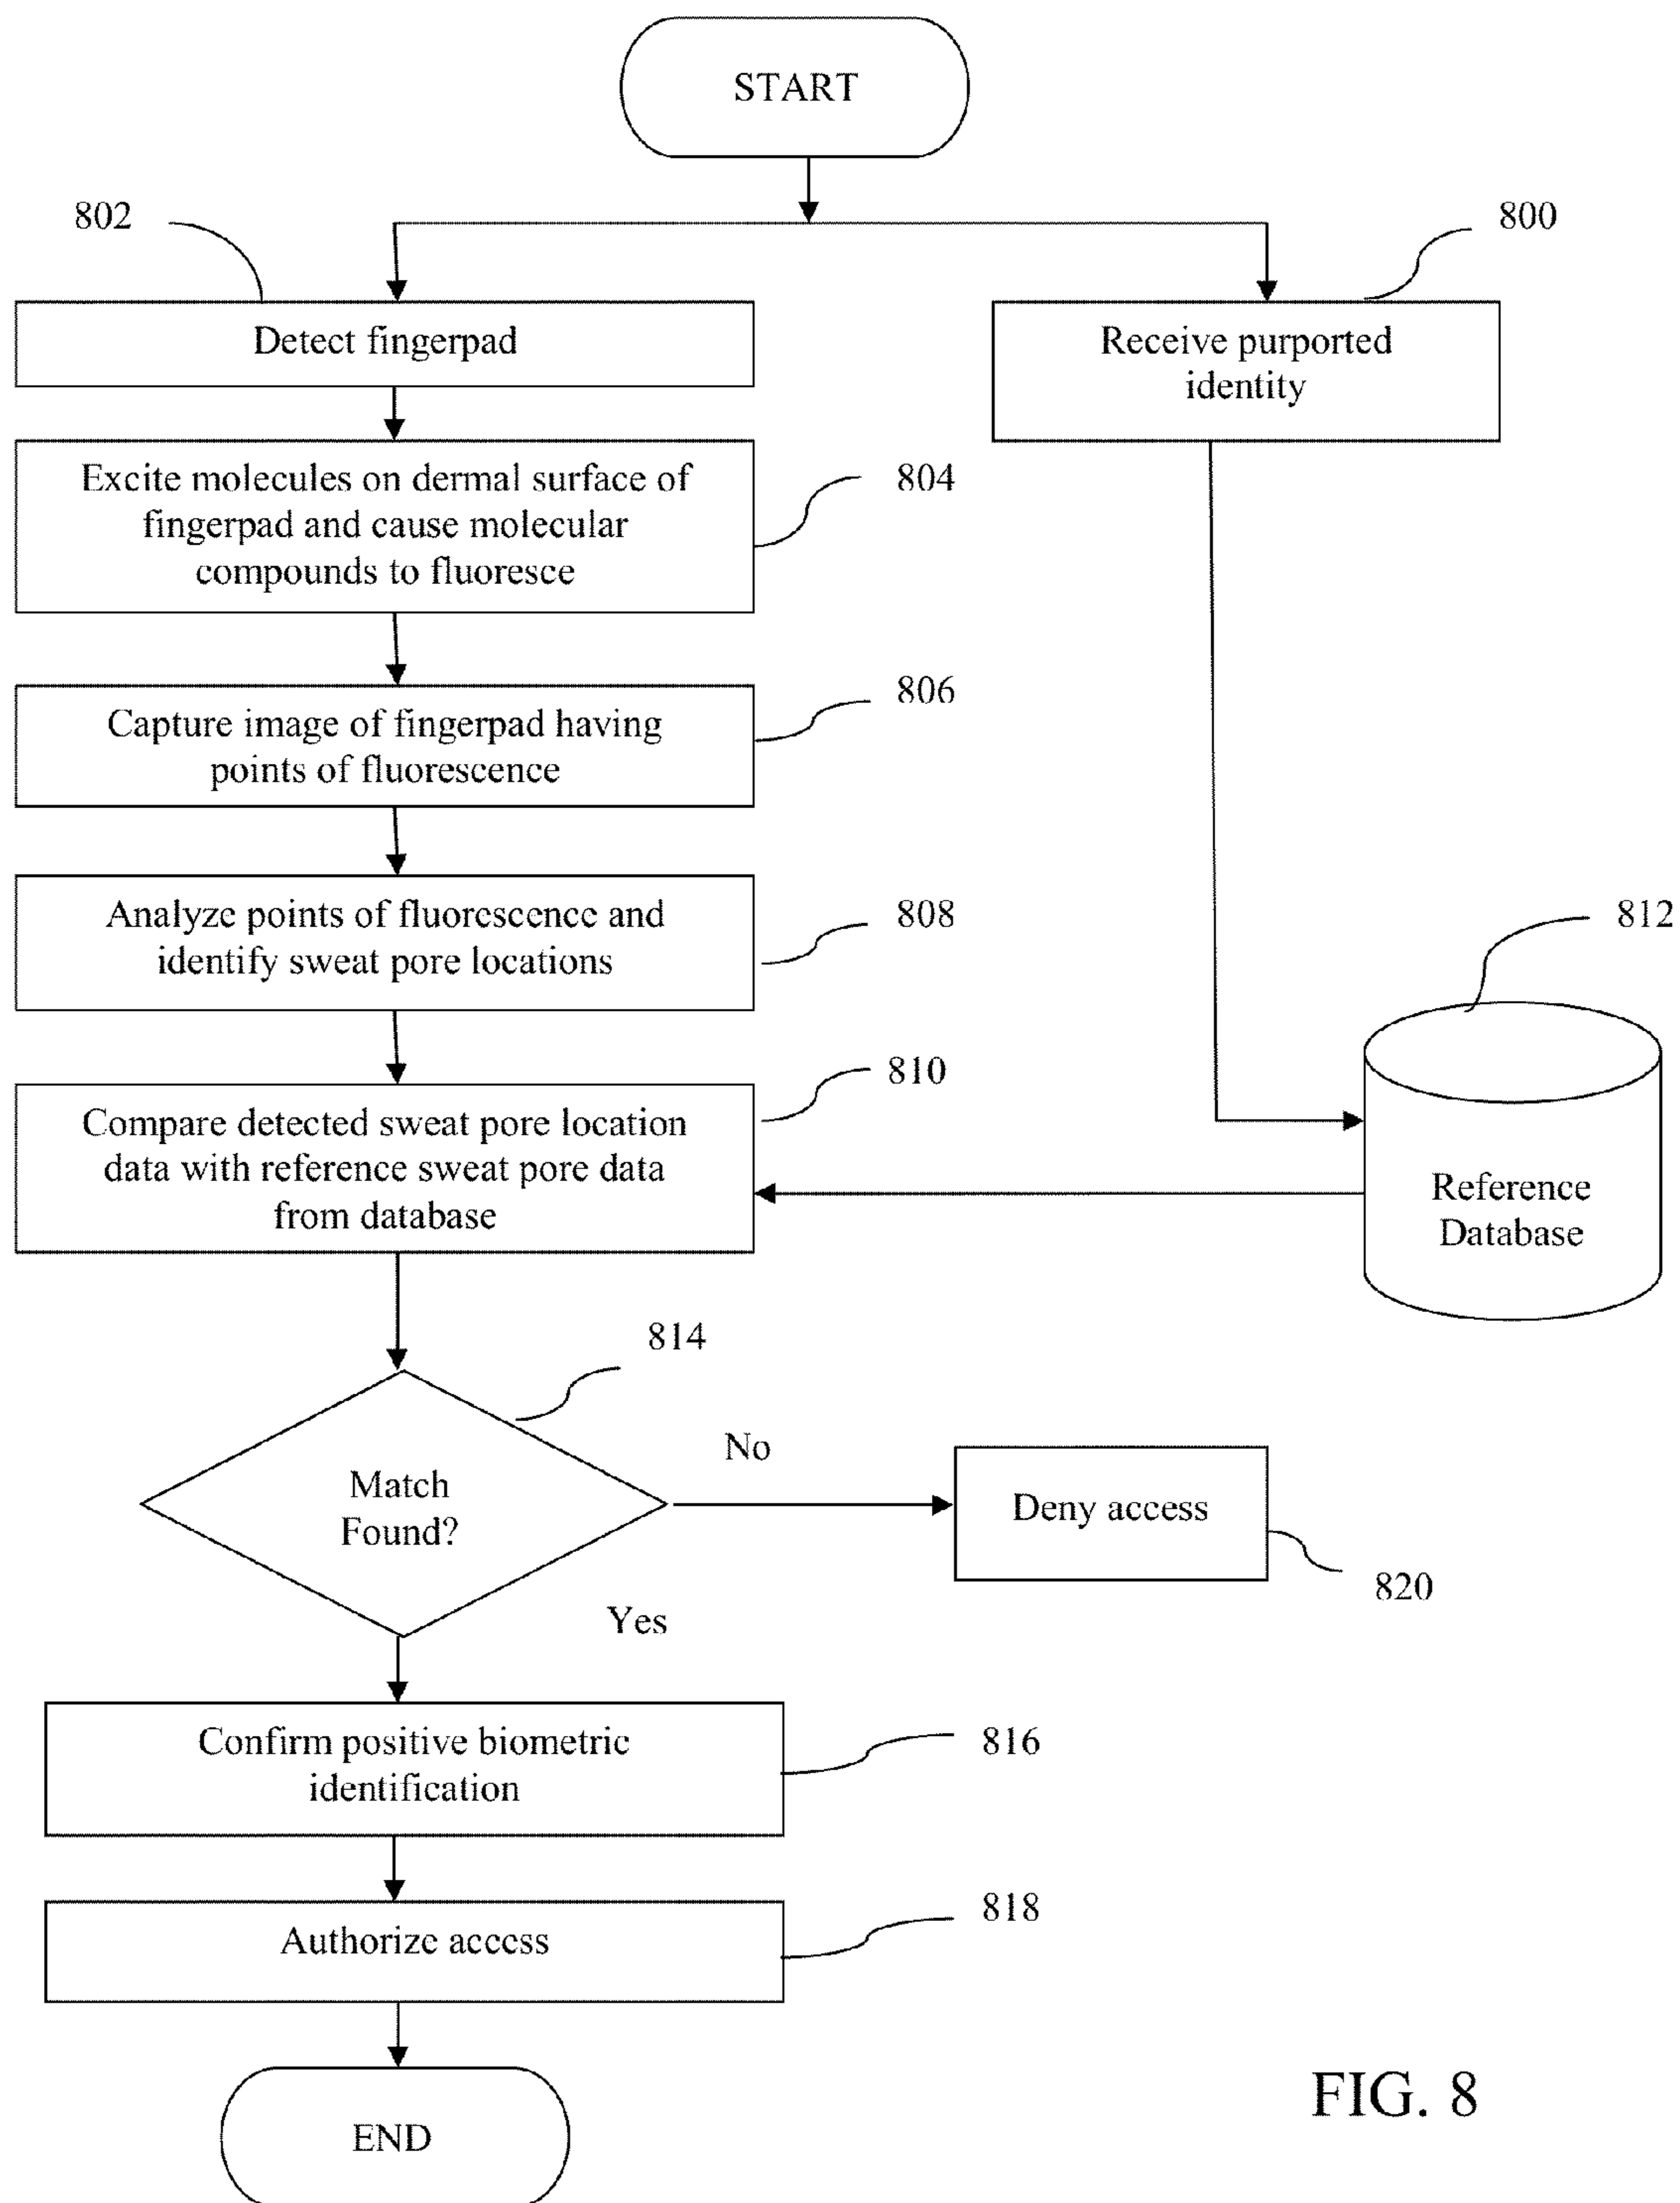 START
802
800
Detect fingerpad
Receive purported
identity
Excite molecules on dermal surface of
fingerpad and cause molecular
compounds to fluoresce
804
Capture image of fingerpad having
points of fluorescence
806
Analyze points of fluorescence and
identify sweat pore locations
808
812
Compare detected sweat pore location
data with reference sweat pore data
from database
810
Reference
Database
814
Match
Found?
No
Deny access
820
Yes
Confirm positive biometric
identification
816
Authorize access
818
END
FIG. 8